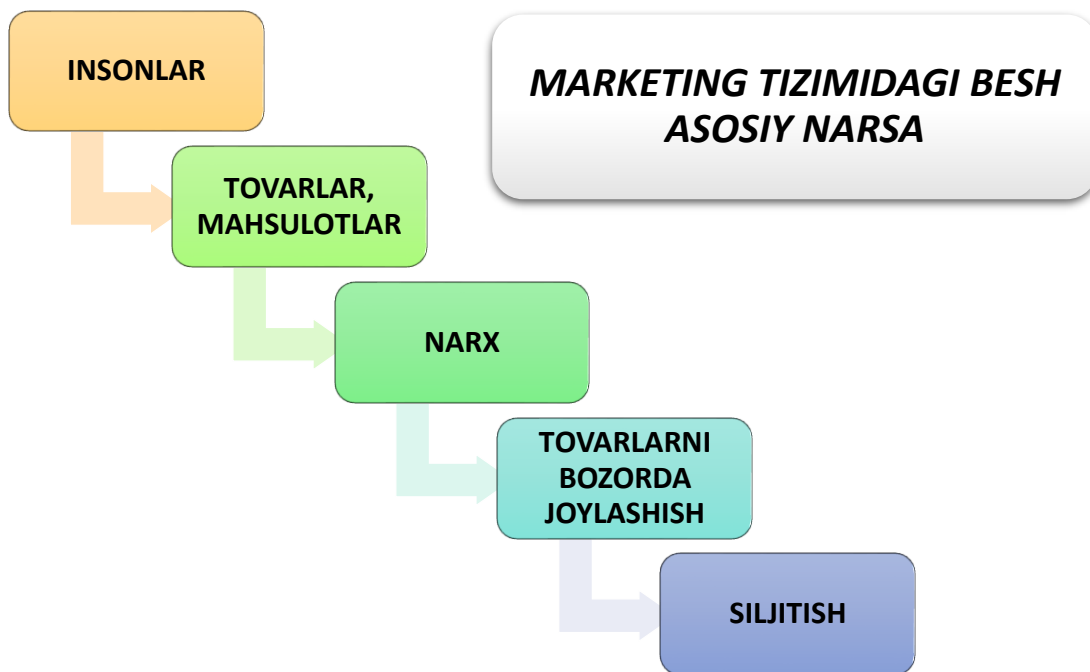 INSONLAR
MARKETING TIZIMIDAGI BESH
ASOSIY NARSA
TOVARLAR,
MAHSULOTLAR
NARX
TOVARLARNI
BOZORDA
JOYLASHISH
SILJITISH